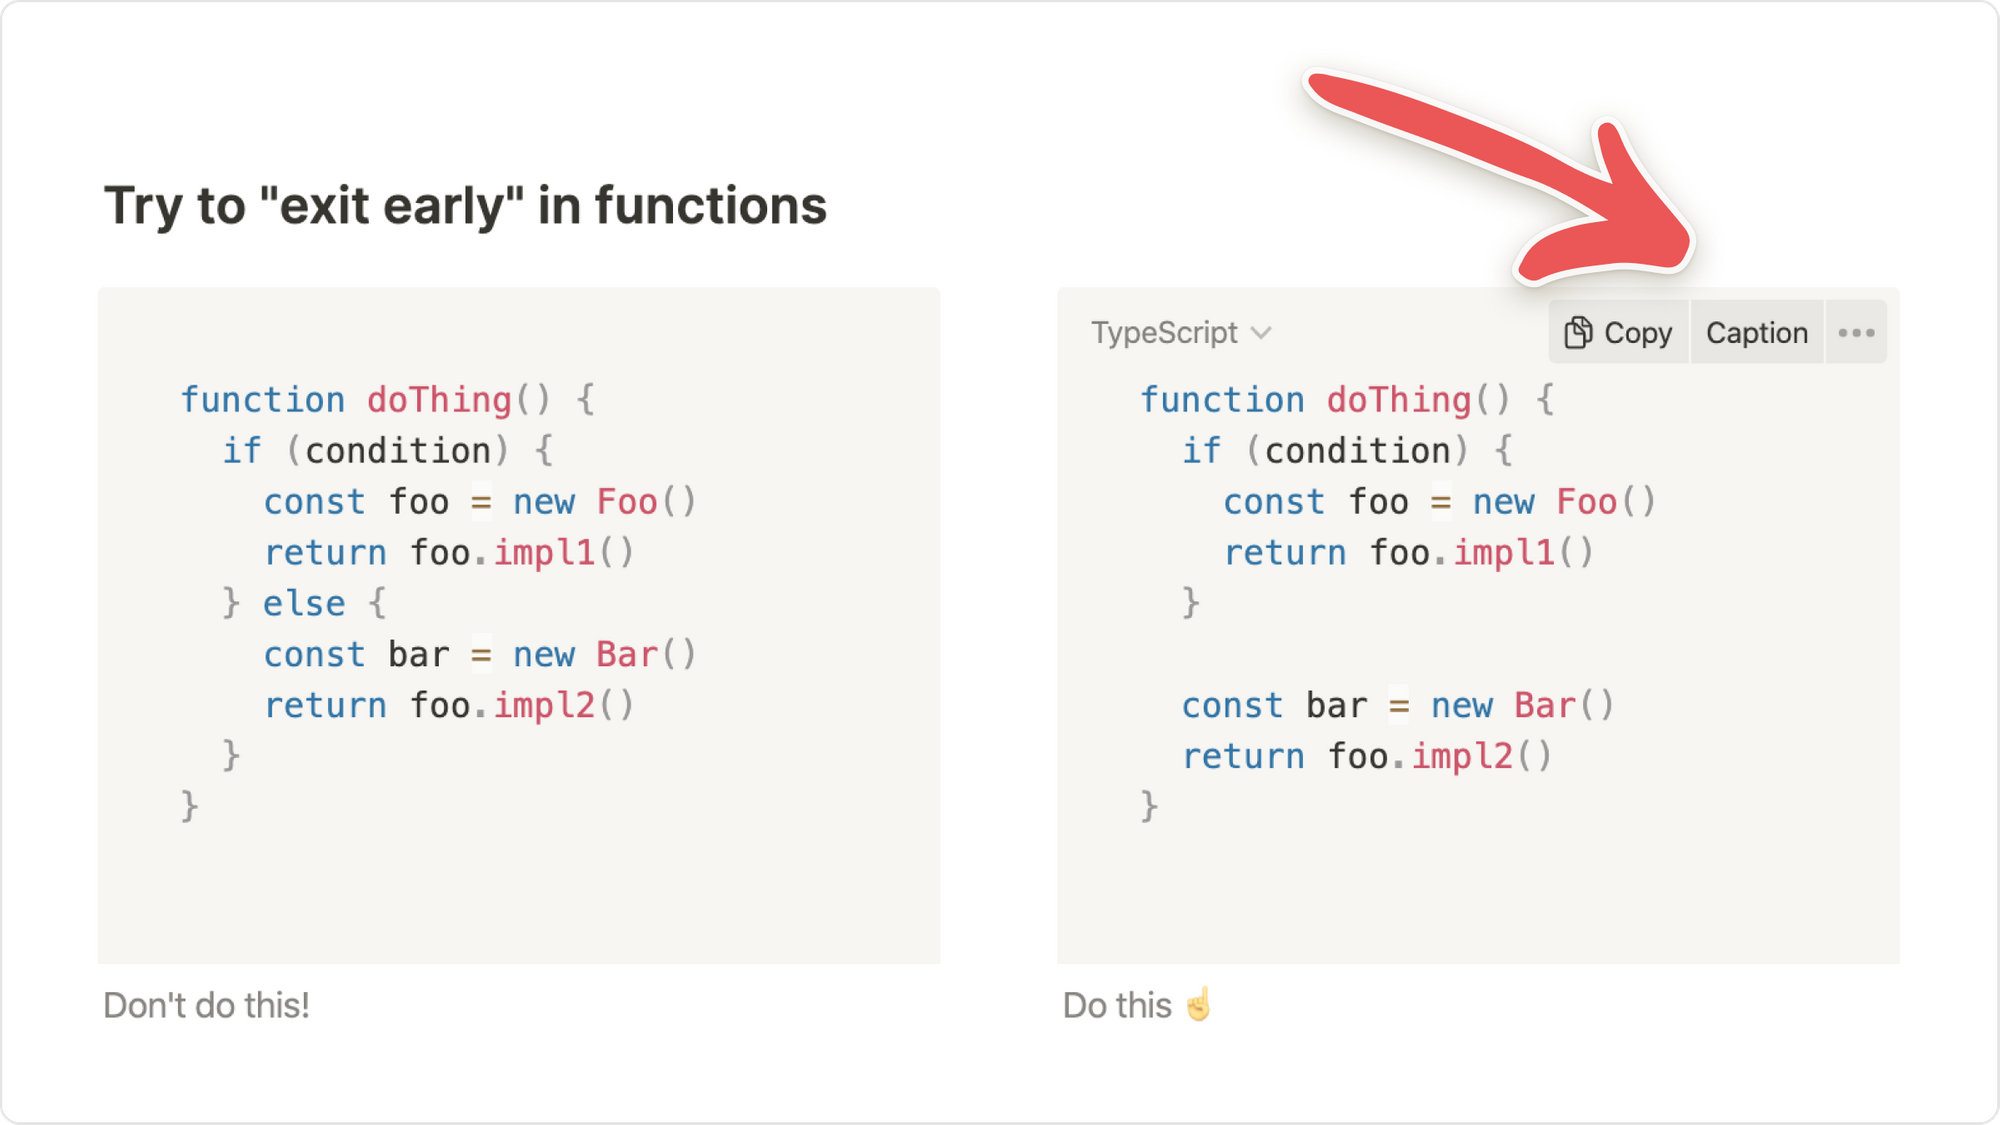 Try to "exit early" in functions
function doThing() {
  if (condition) {
    const foo = new Foo()
    return foo.impl1()
  } else {
    const bar = new Bar()
    return foo.impl2()
  }
}
Don't do this!
TypeScript
Copy Caption •••
function doThing() {
  if (condition) {
    const foo = new Foo()
    return foo.impl1()
  }

  const bar = new Bar()
  return foo.impl2()
}
Do this ☝️